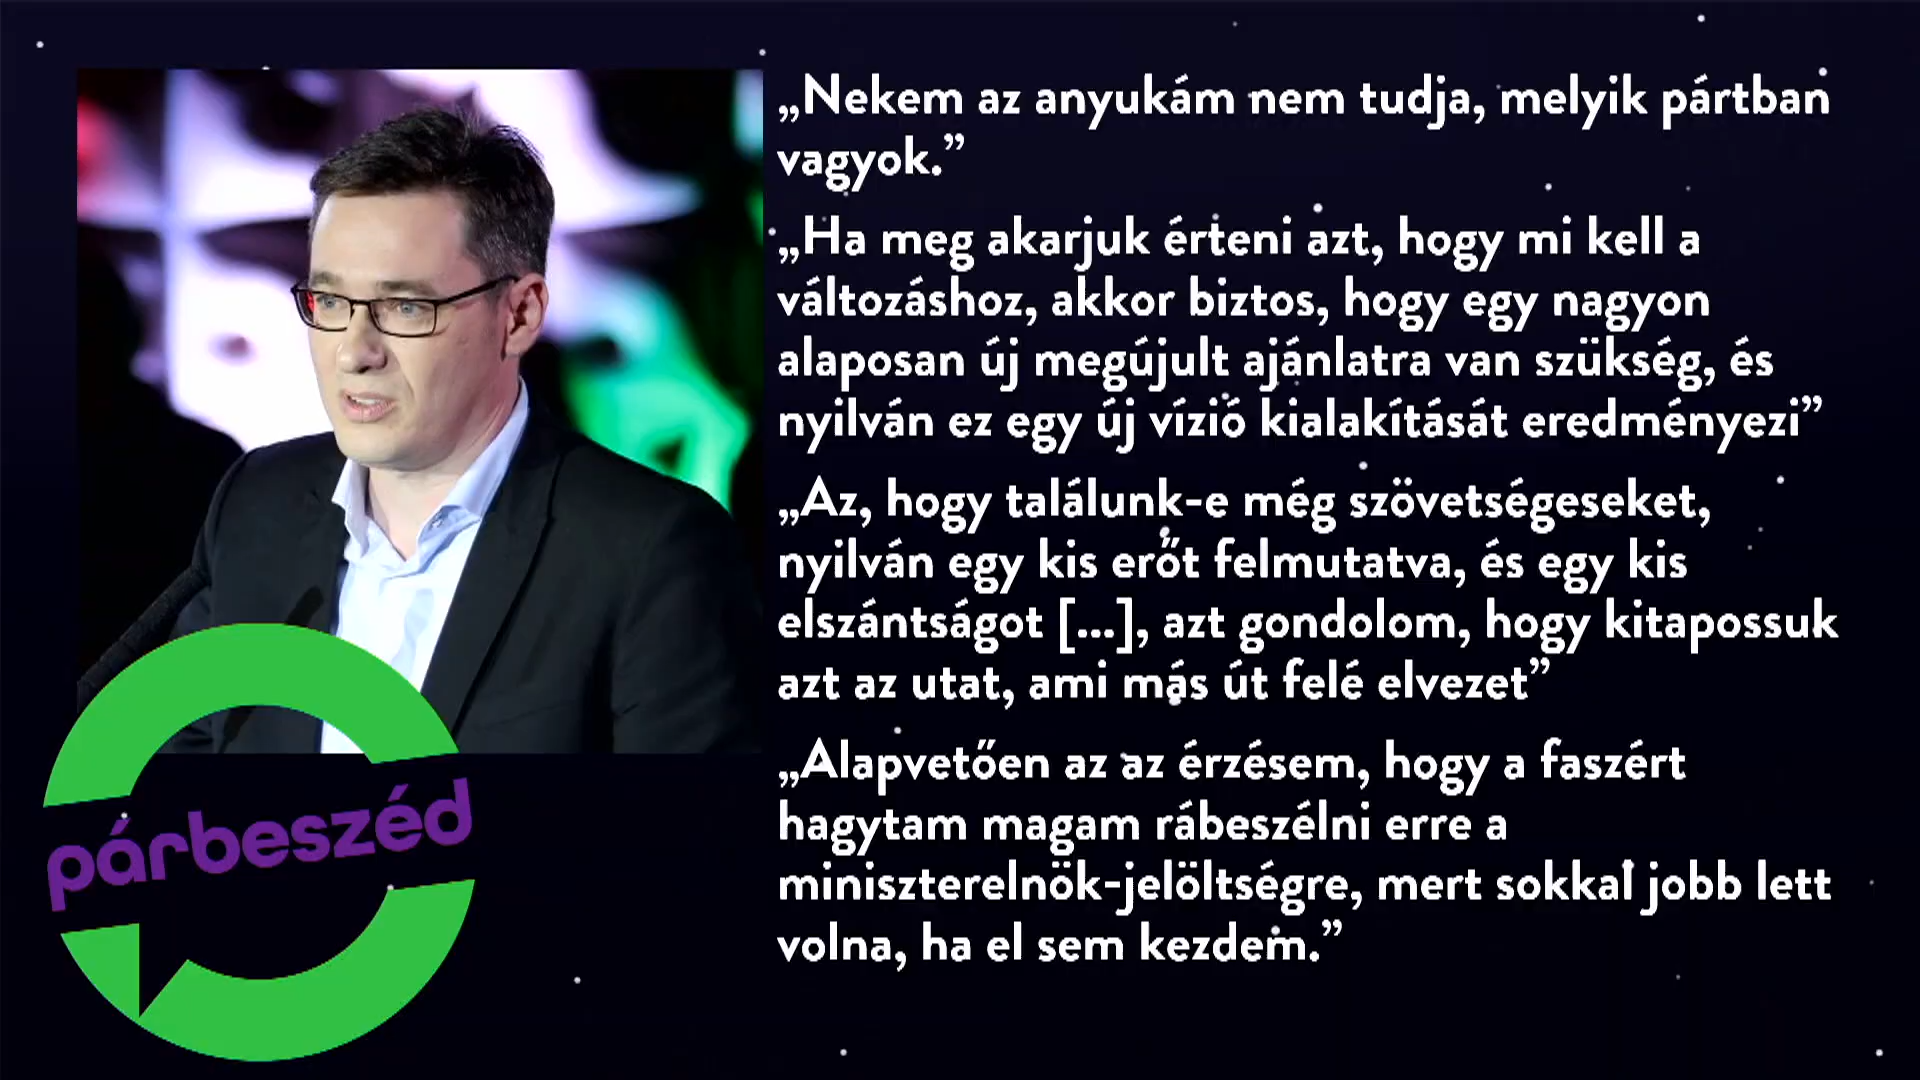 „Nekem az anyukám nem tudja, melyik pártban
vagyok.”
„Ha meg akarjuk érteni azt, hogy mi kell a
változáshoz, akkor biztos, hogy egy nagyon
alaposan új megújult ajánlatra van szükség, és
nyilván ez egy új vízió kialakítását eredményezi”
„Az, hogy találunk-e még szövetségeseket,
nyilván egy kis erőt felmutatva, és egy kis
elszántságot [...], azt gondolom, hogy kitapossuk
azt az utat, ami más út felé elvezet”
„Alapvetően az az érzésem, hogy a faszért
hagytam magam rábeszélni erre a
miniszterelnök-jelöltségre, mert sokkal jobb lett
volna, ha el sem kezdem.”
párbeszéd